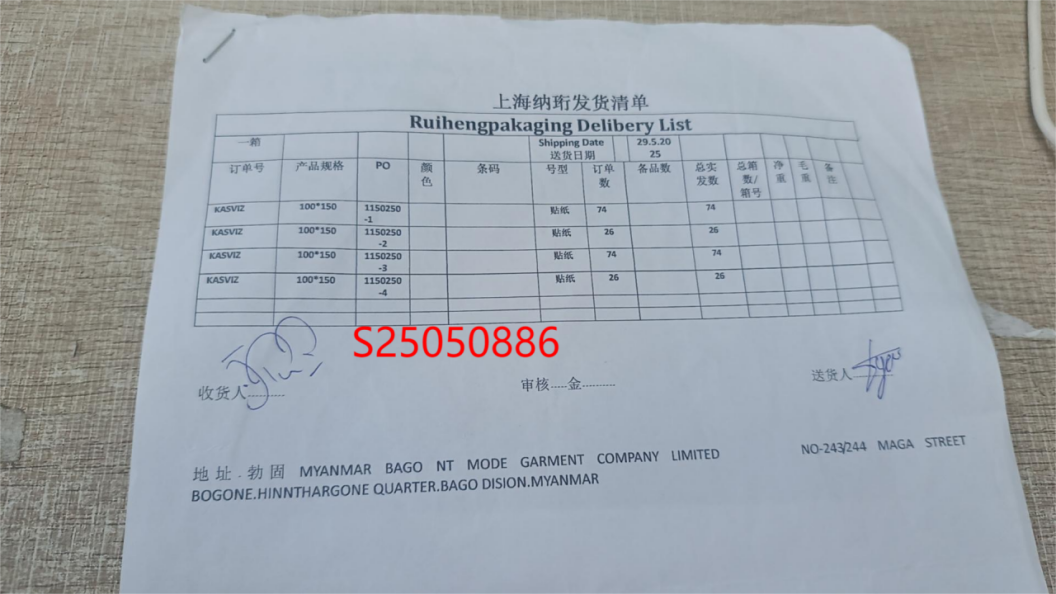 上海纳珩发货清单
Ruihengpakaging Delibery List
一箱 Shipping Date 送货日期 29.5.20 25
订单号 产品规格 PO 颜色 条码 号型 订单数 备品数 总实发数 总箱数/箱号 净重 毛重 备注
KASVIZ 100*150 1150250-1 贴纸 74 74
KASVIZ 100*150 1150250-2 贴纸 26 26
KASVIZ 100*150 1150250-3 贴纸 74 74
KASVIZ 100*150 1150250-4 贴纸 26 26
S25050886
收货人.......... 审核.....金.......... 送货人
地址.勃固 MYANMAR BAGO NT MODE GARMENT COMPANY LIMITED NO-243/244 MAGA STREET
BOGONE.HINNTHARGONE QUARTER.BAGO DISION.MYANMAR